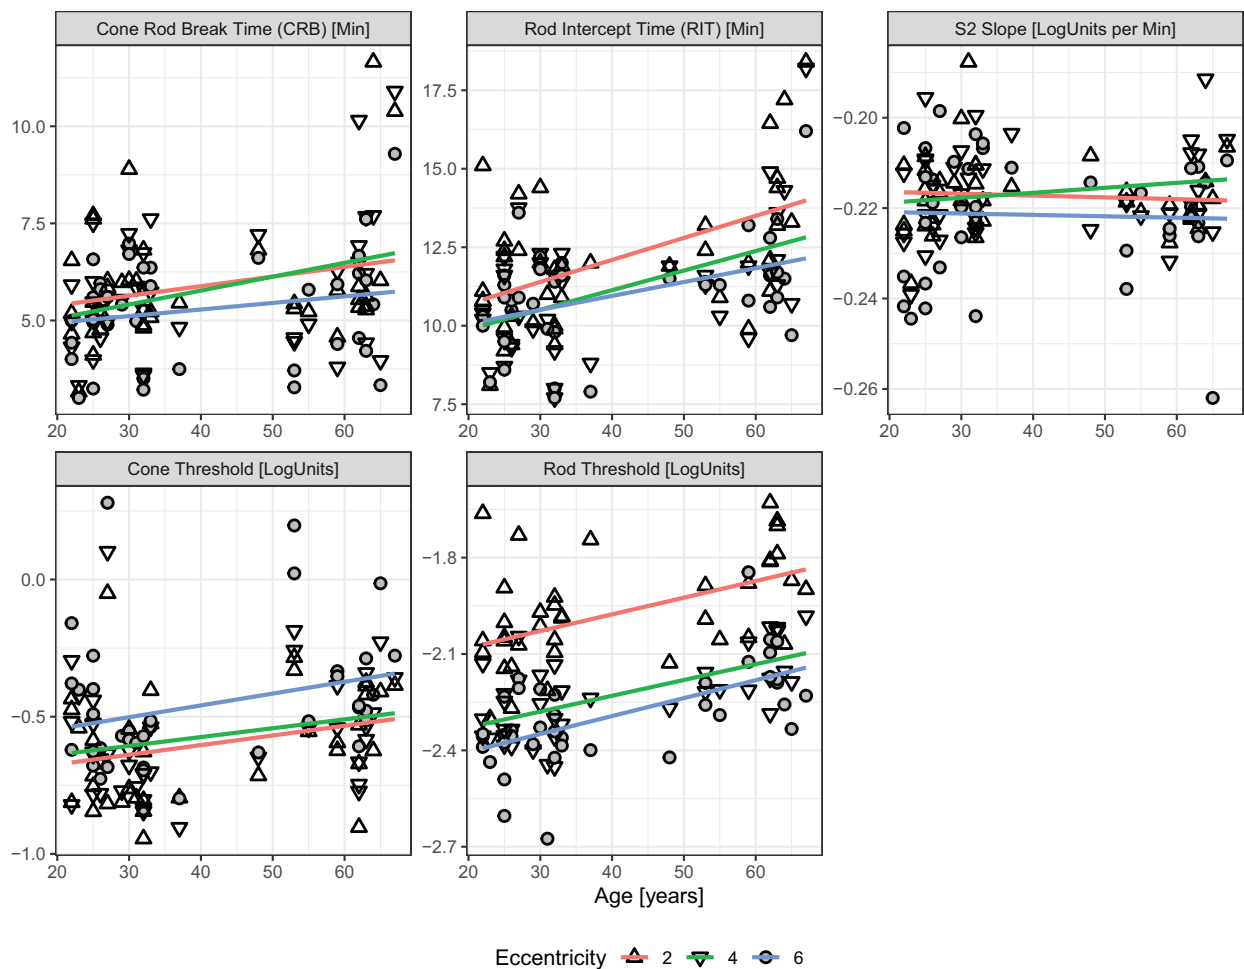 Cone Rod Break Time (CRB) [Min]
Rod Intercept Time (RIT) [Min]
S2 Slope [LogUnits per Min]
10.0
7.5
5.0
20 30 40 50 60
17.5
15.0
12.5
10.0
7.5
20 30 40 50 60
−0.20
−0.22
−0.24
−0.26
20 30 40 50 60
Cone Threshold [LogUnits]
Rod Threshold [LogUnits]
0.0
−0.5
−1.0
20 30 40 50 60
−1.8
−2.1
−2.4
−2.7
20 30 40 50 60
Age [years]
Eccentricity 2 4 6